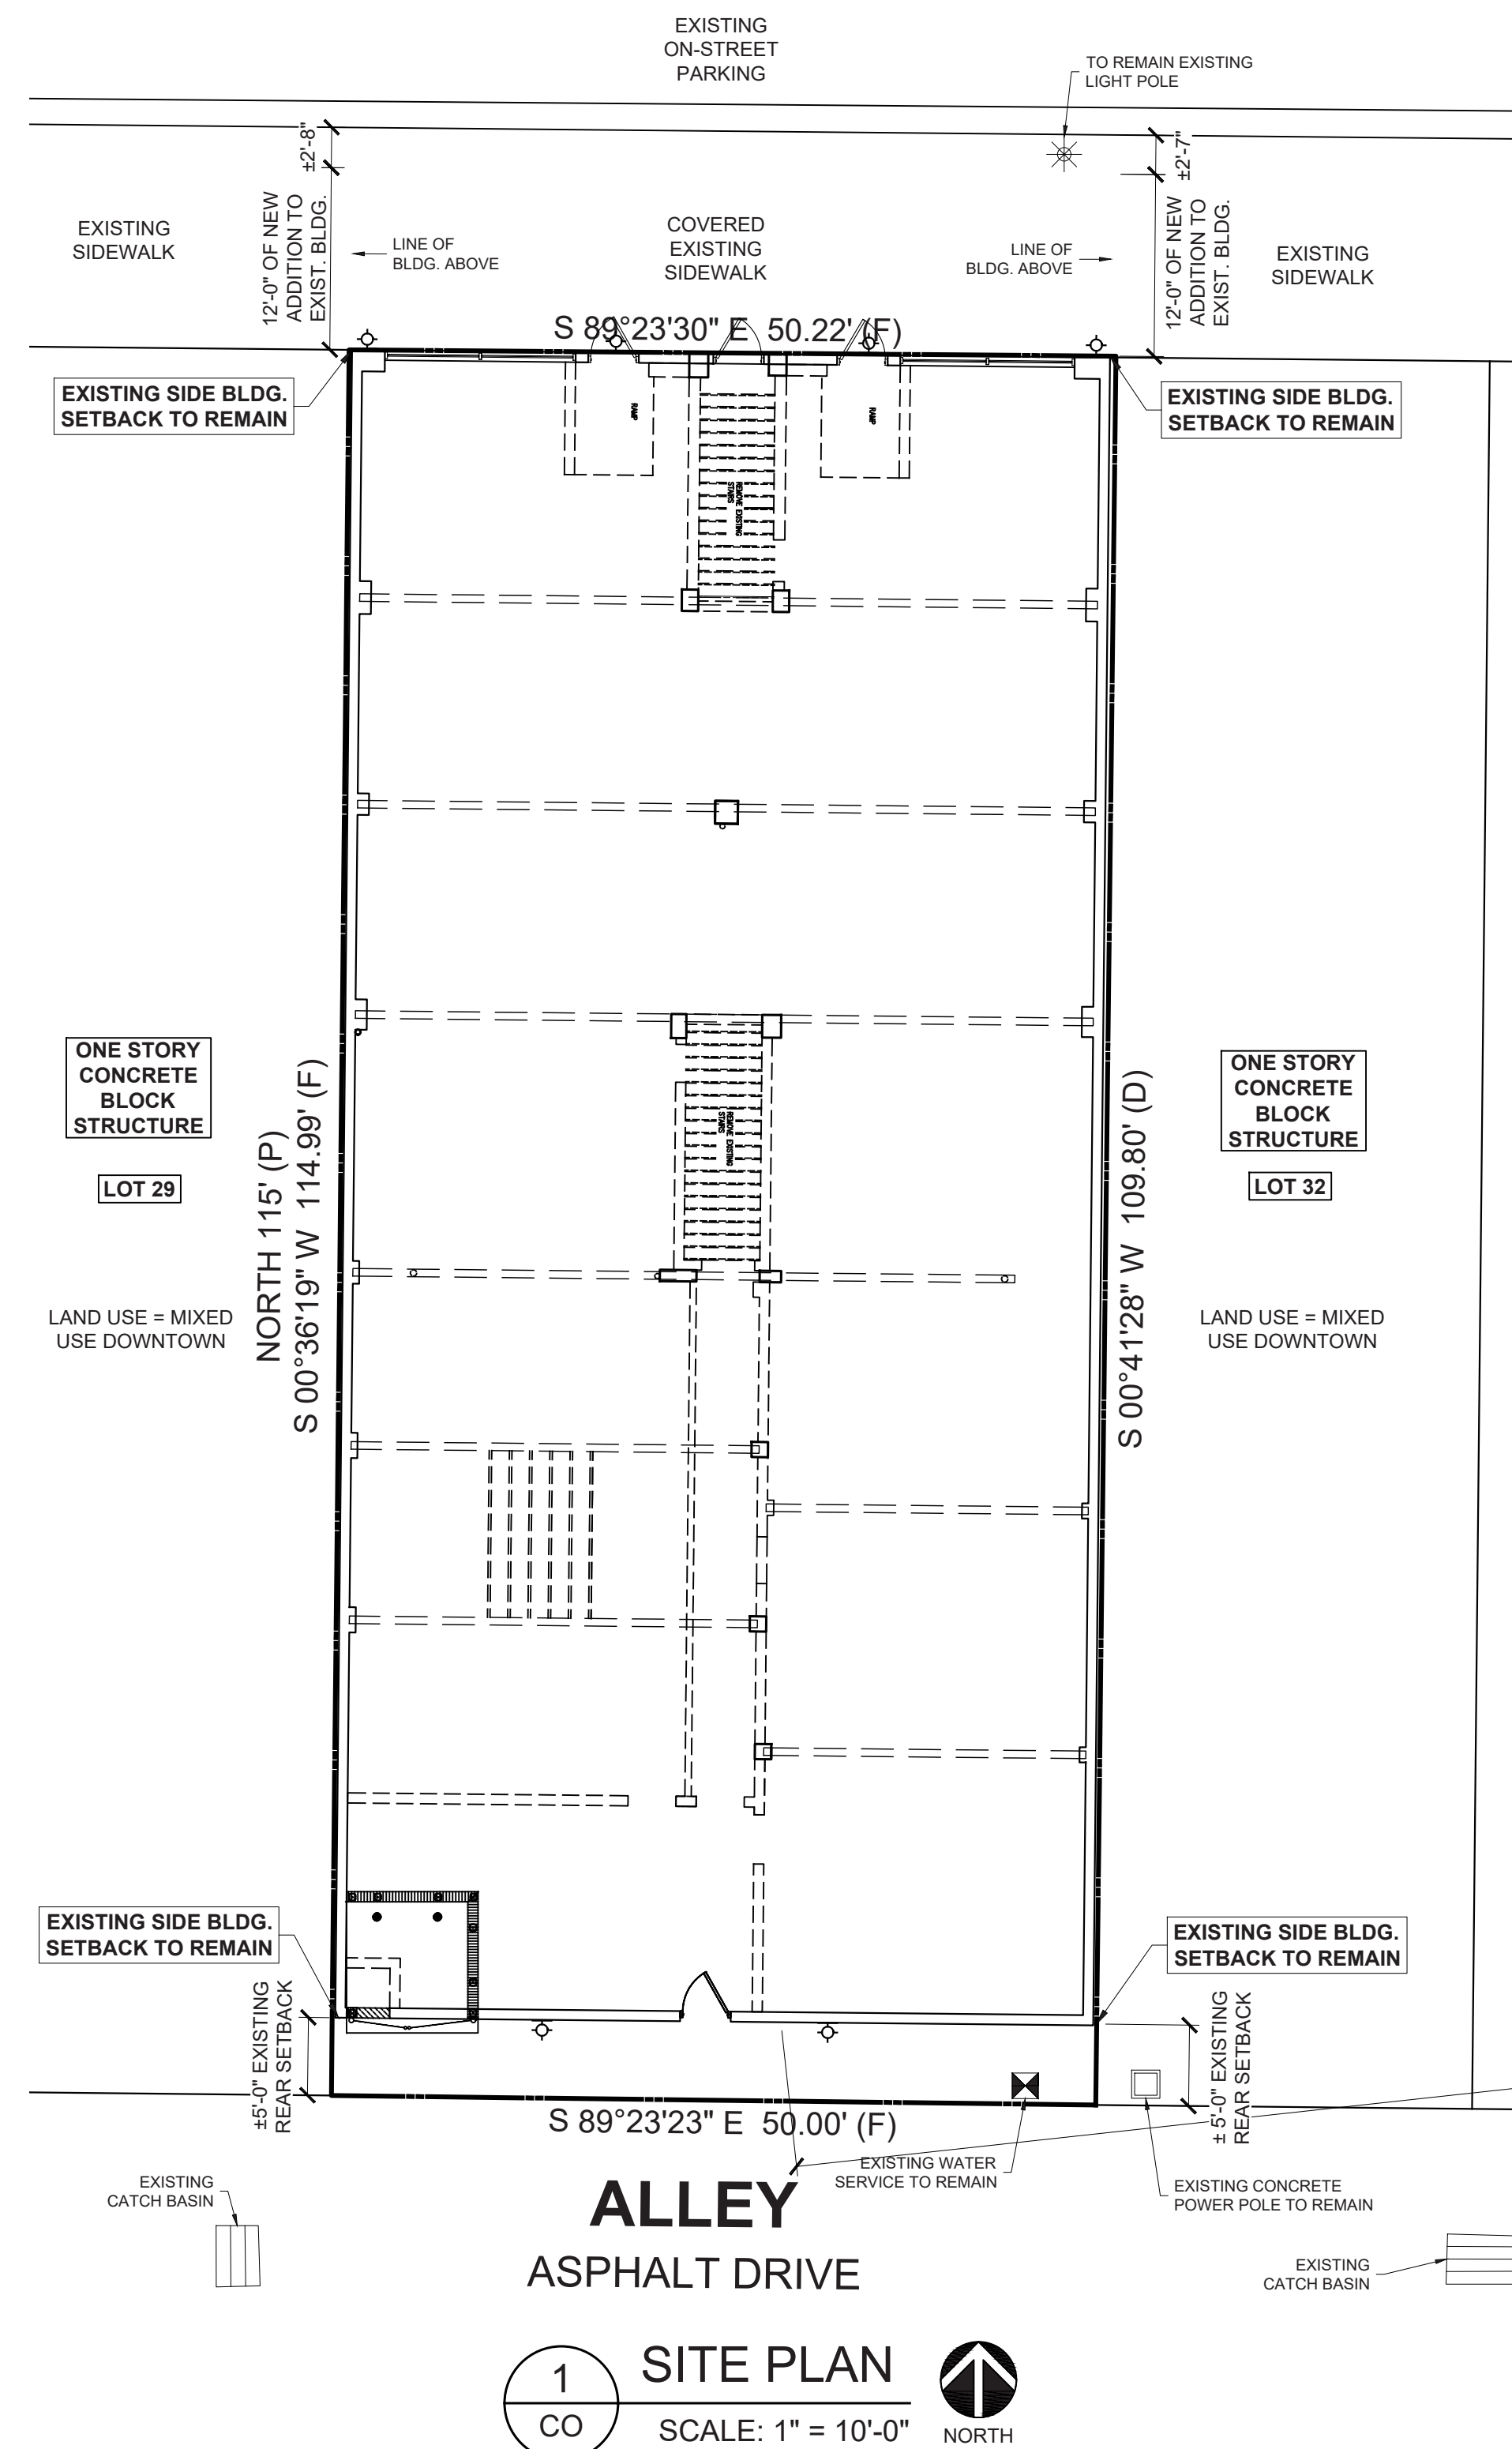 EXISTING
ON-STREET
PARKING
TO REMAIN EXISTING
LIGHT POLE
±2'-8"
±2'-7"
12'-0" OF NEW
ADDITION TO
EXIST. BLDG.
12'-0" OF NEW
ADDITION TO
EXIST. BLDG.
EXISTING
SIDEWALK
LINE OF
BLDG. ABOVE
COVERED
EXISTING
SIDEWALK
LINE OF
BLDG. ABOVE
EXISTING
SIDEWALK
S 89°23'30" E 50.22' (F)
EXISTING SIDE BLDG.
SETBACK TO REMAIN
EXISTING SIDE BLDG.
SETBACK TO REMAIN
RAMP
RAMP
REMOVE EXISTING
STAIRS
ONE STORY
CONCRETE
BLOCK
STRUCTURE
LOT 29
LAND USE = MIXED
USE DOWNTOWN
NORTH 115' (P)
S 00°36'19" W 114.99' (F)
REMOVE EXISTING
STAIRS
S 00°41'28" W 109.80' (D)
ONE STORY
CONCRETE
BLOCK
STRUCTURE
LOT 32
LAND USE = MIXED
USE DOWNTOWN
EXISTING SIDE BLDG.
SETBACK TO REMAIN
EXISTING SIDE BLDG.
SETBACK TO REMAIN
±5'-0" EXISTING
REAR SETBACK
± 5'-0" EXISTING
REAR SETBACK
S 89°23'23" E 50.00' (F)
EXISTING WATER
SERVICE TO REMAIN
EXISTING CONCRETE
POWER POLE TO REMAIN
EXISTING
CATCH BASIN
ALLEY
ASPHALT DRIVE
EXISTING
CATCH BASIN
1
CO
SITE PLAN
SCALE: 1" = 10'-0"
NORTH